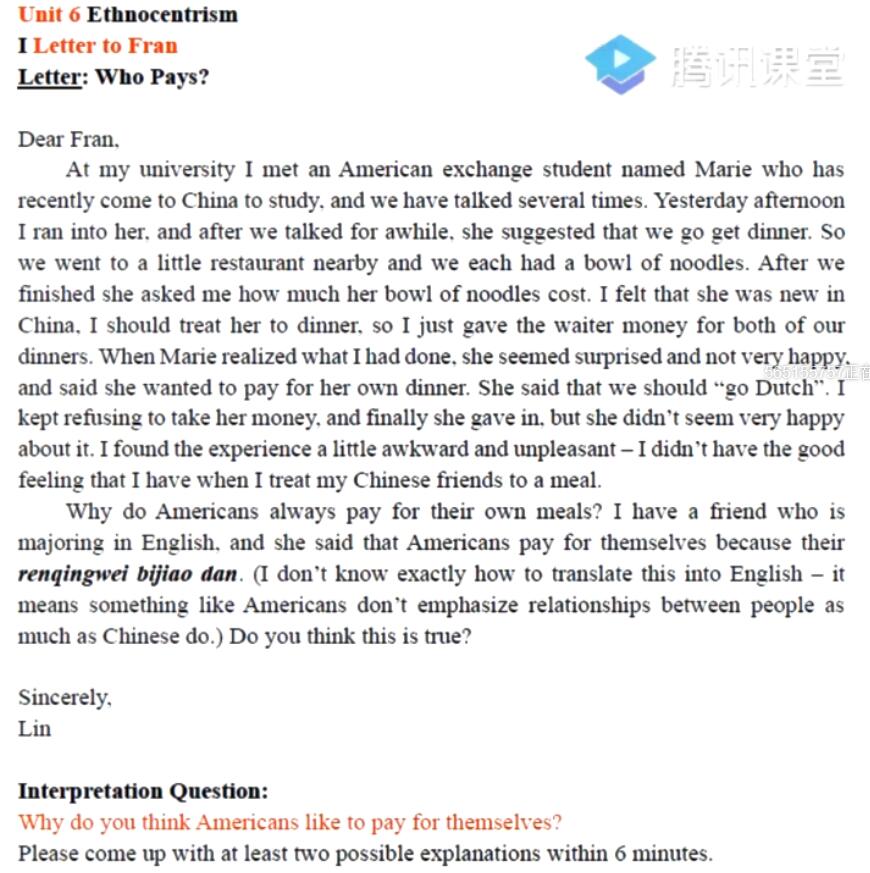 Unit 6 Ethnocentrism
I Letter to Fran
Letter: Who Pays?
腾讯课堂
Dear Fran,
At my university I met an American exchange student named Marie who has
recently come to China to study, and we have talked several times. Yesterday afternoon
I ran into her, and after we talked for awhile, she suggested that we go get dinner. So
we went to a little restaurant nearby and we each had a bowl of noodles. After we
finished she asked me how much her bowl of noodles cost. I felt that she was new in
China, I should treat her to dinner, so I just gave the waiter money for both of our
dinners. When Marie realized what I had done, she seemed surprised and not very happy,
and said she wanted to pay for her own dinner. She said that we should “go Dutch”. I
kept refusing to take her money, and finally she gave in, but she didn’t seem very happy
about it. I found the experience a little awkward and unpleasant – I didn’t have the good
feeling that I have when I treat my Chinese friends to a meal.
Why do Americans always pay for their own meals? I have a friend who is
majoring in English, and she said that Americans pay for themselves because their
renqingwei bijiao dan. (I don’t know exactly how to translate this into English – it
means something like Americans don’t emphasize relationships between people as
much as Chinese do.) Do you think this is true?
Sincerely,
Lin
Interpretation Question:
Why do you think Americans like to pay for themselves?
Please come up with at least two possible explanations within 6 minutes.